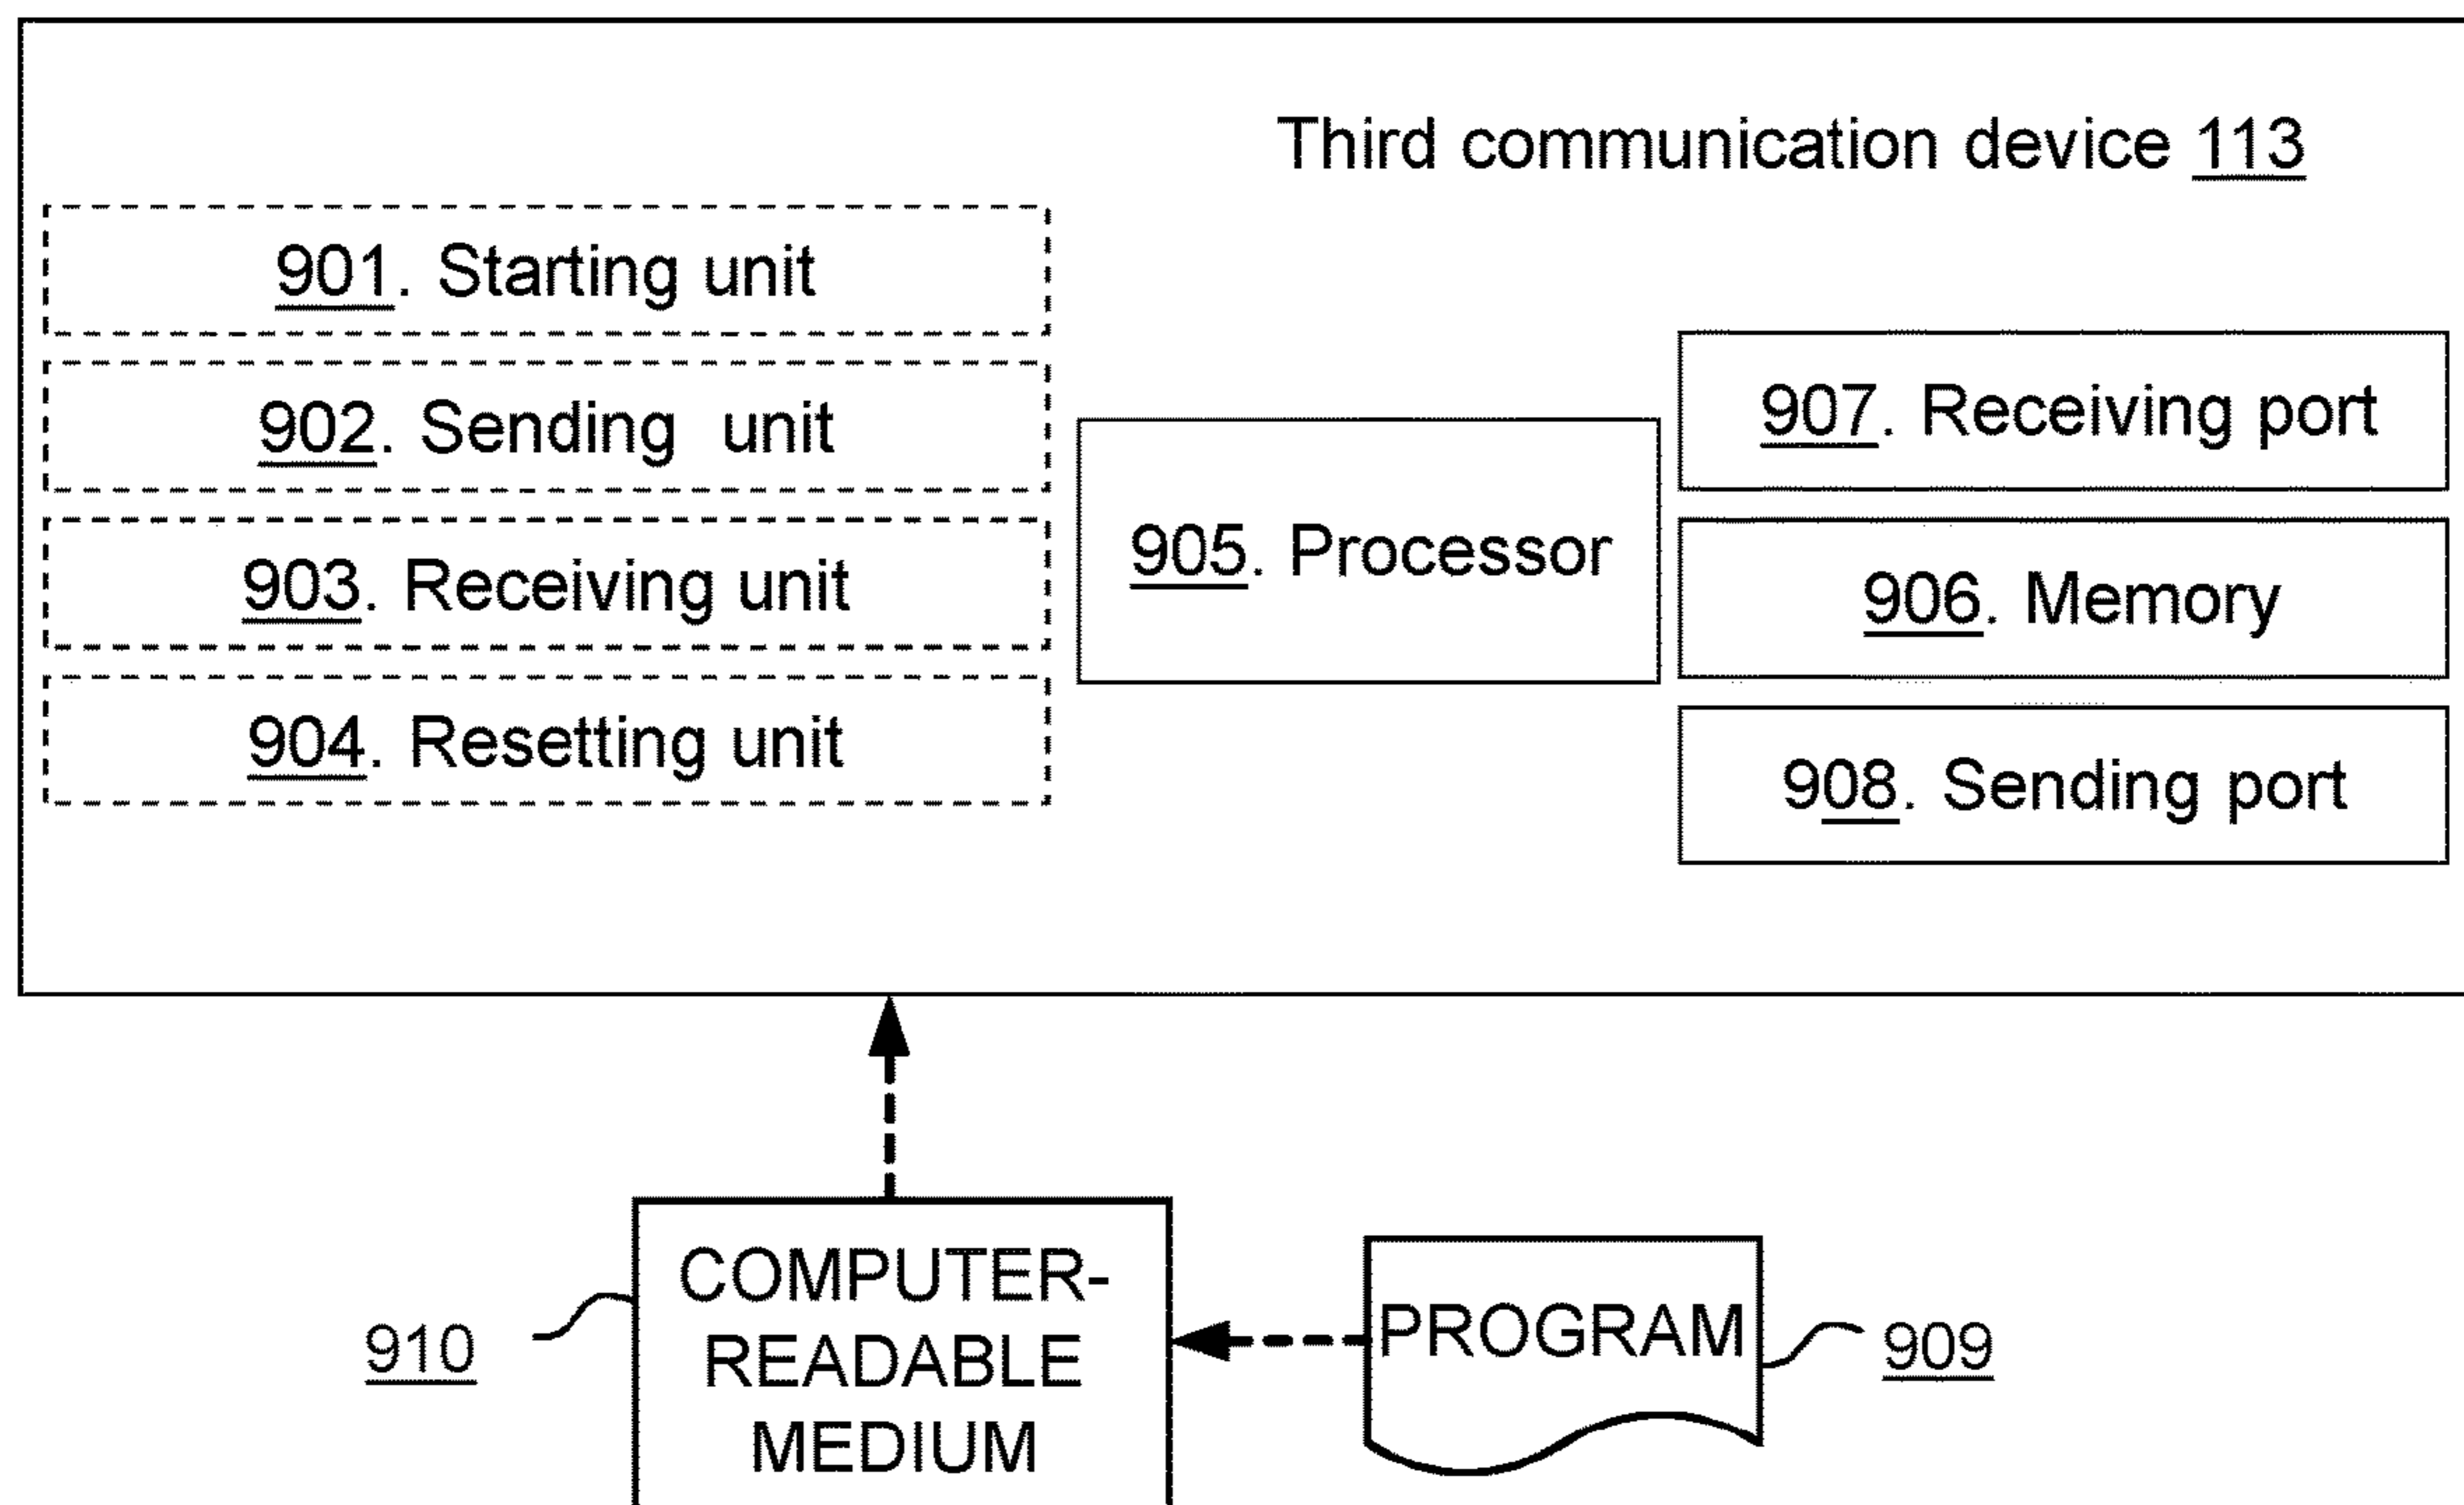 Third communication device 113
901. Starting unit
902. Sending unit
903. Receiving unit
904. Resetting unit
905. Processor
907. Receiving port
906. Memory
908. Sending port
COMPUTER-
READABLE
MEDIUM
910
PROGRAM
909